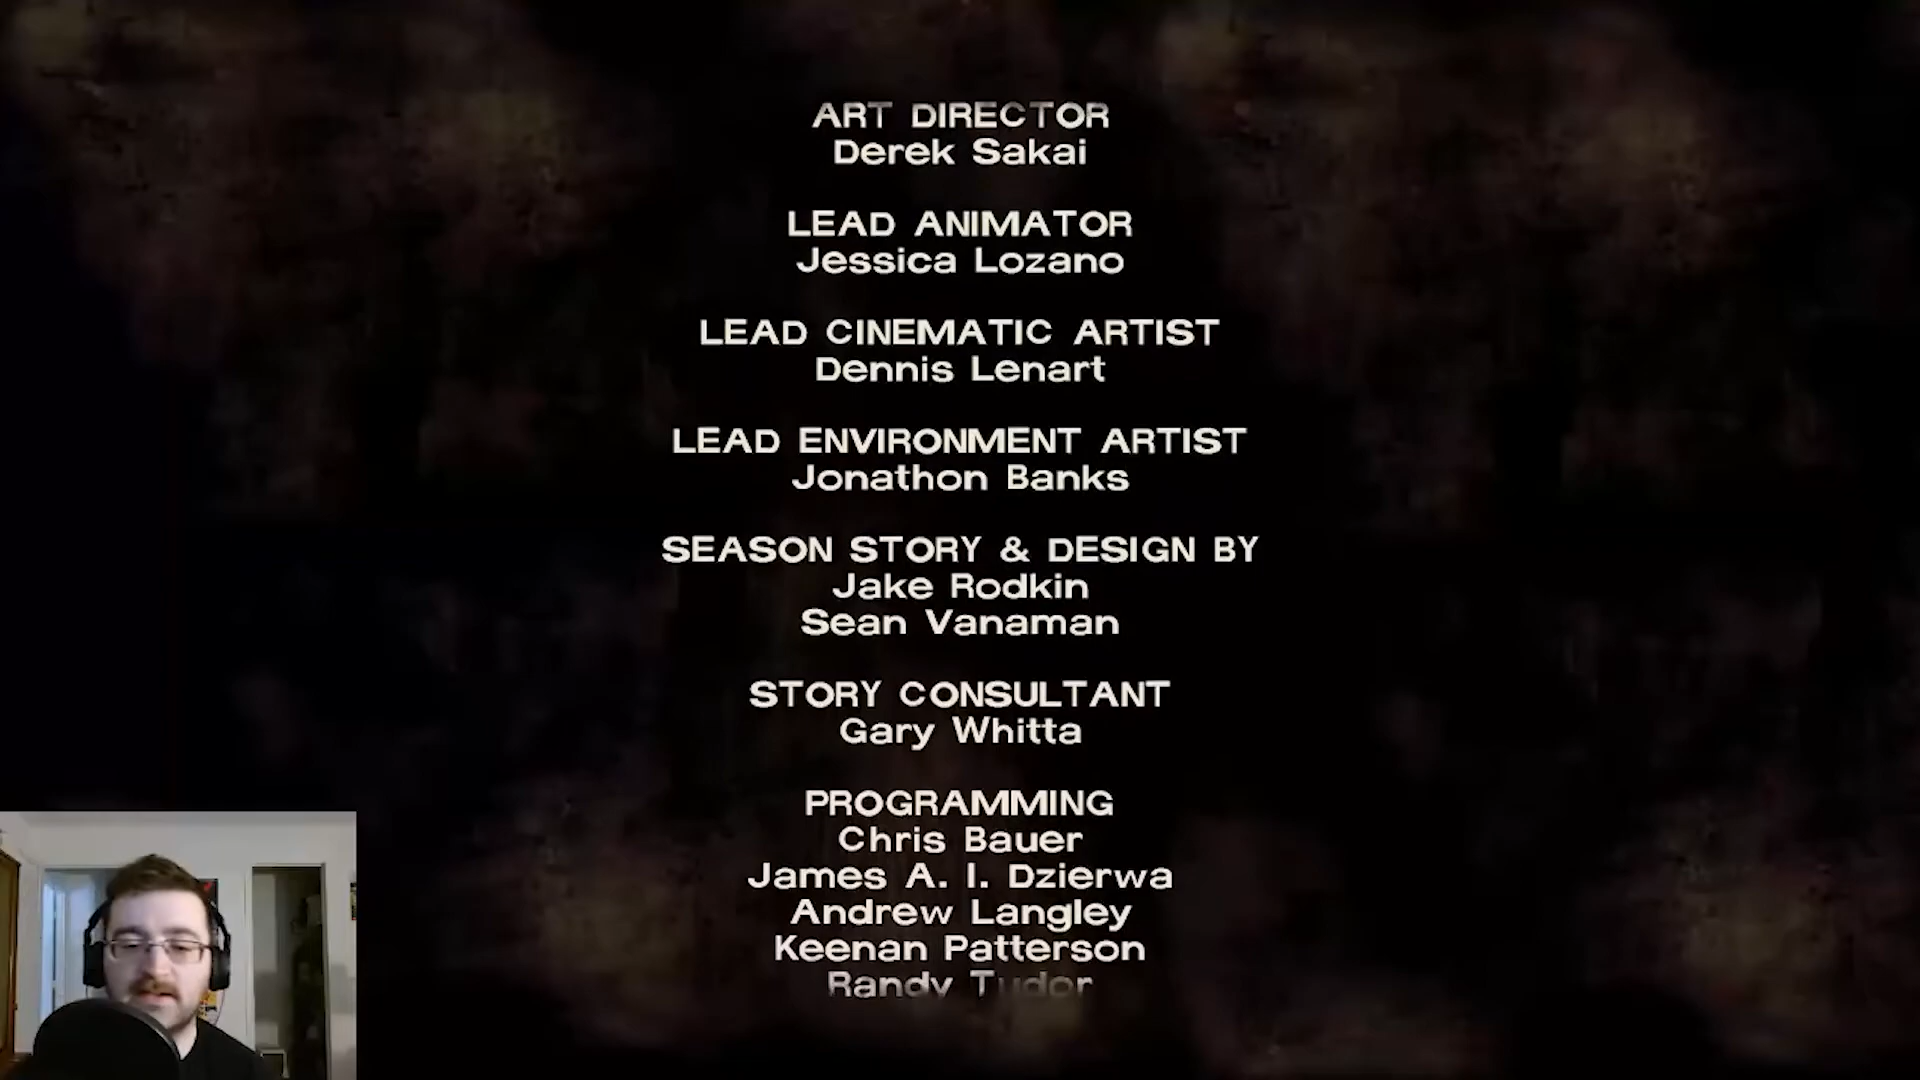 ART DIRECTOR
Derek Sakai
LEAD ANIMATOR
Jessica Lozano
LEAD CINEMATIC ARTIST
Dennis Lenart
LEAD ENVIRONMENT ARTIST
Jonathon Banks
SEASON STORY & DESIGN BY
Jake Rodkin
Sean Vanaman
STORY CONSULTANT
Gary Whitta
PROGRAMMING
Chris Bauer
James A. I. Dzierwa
Andrew Langley
Keenan Patterson
Randy Tudor